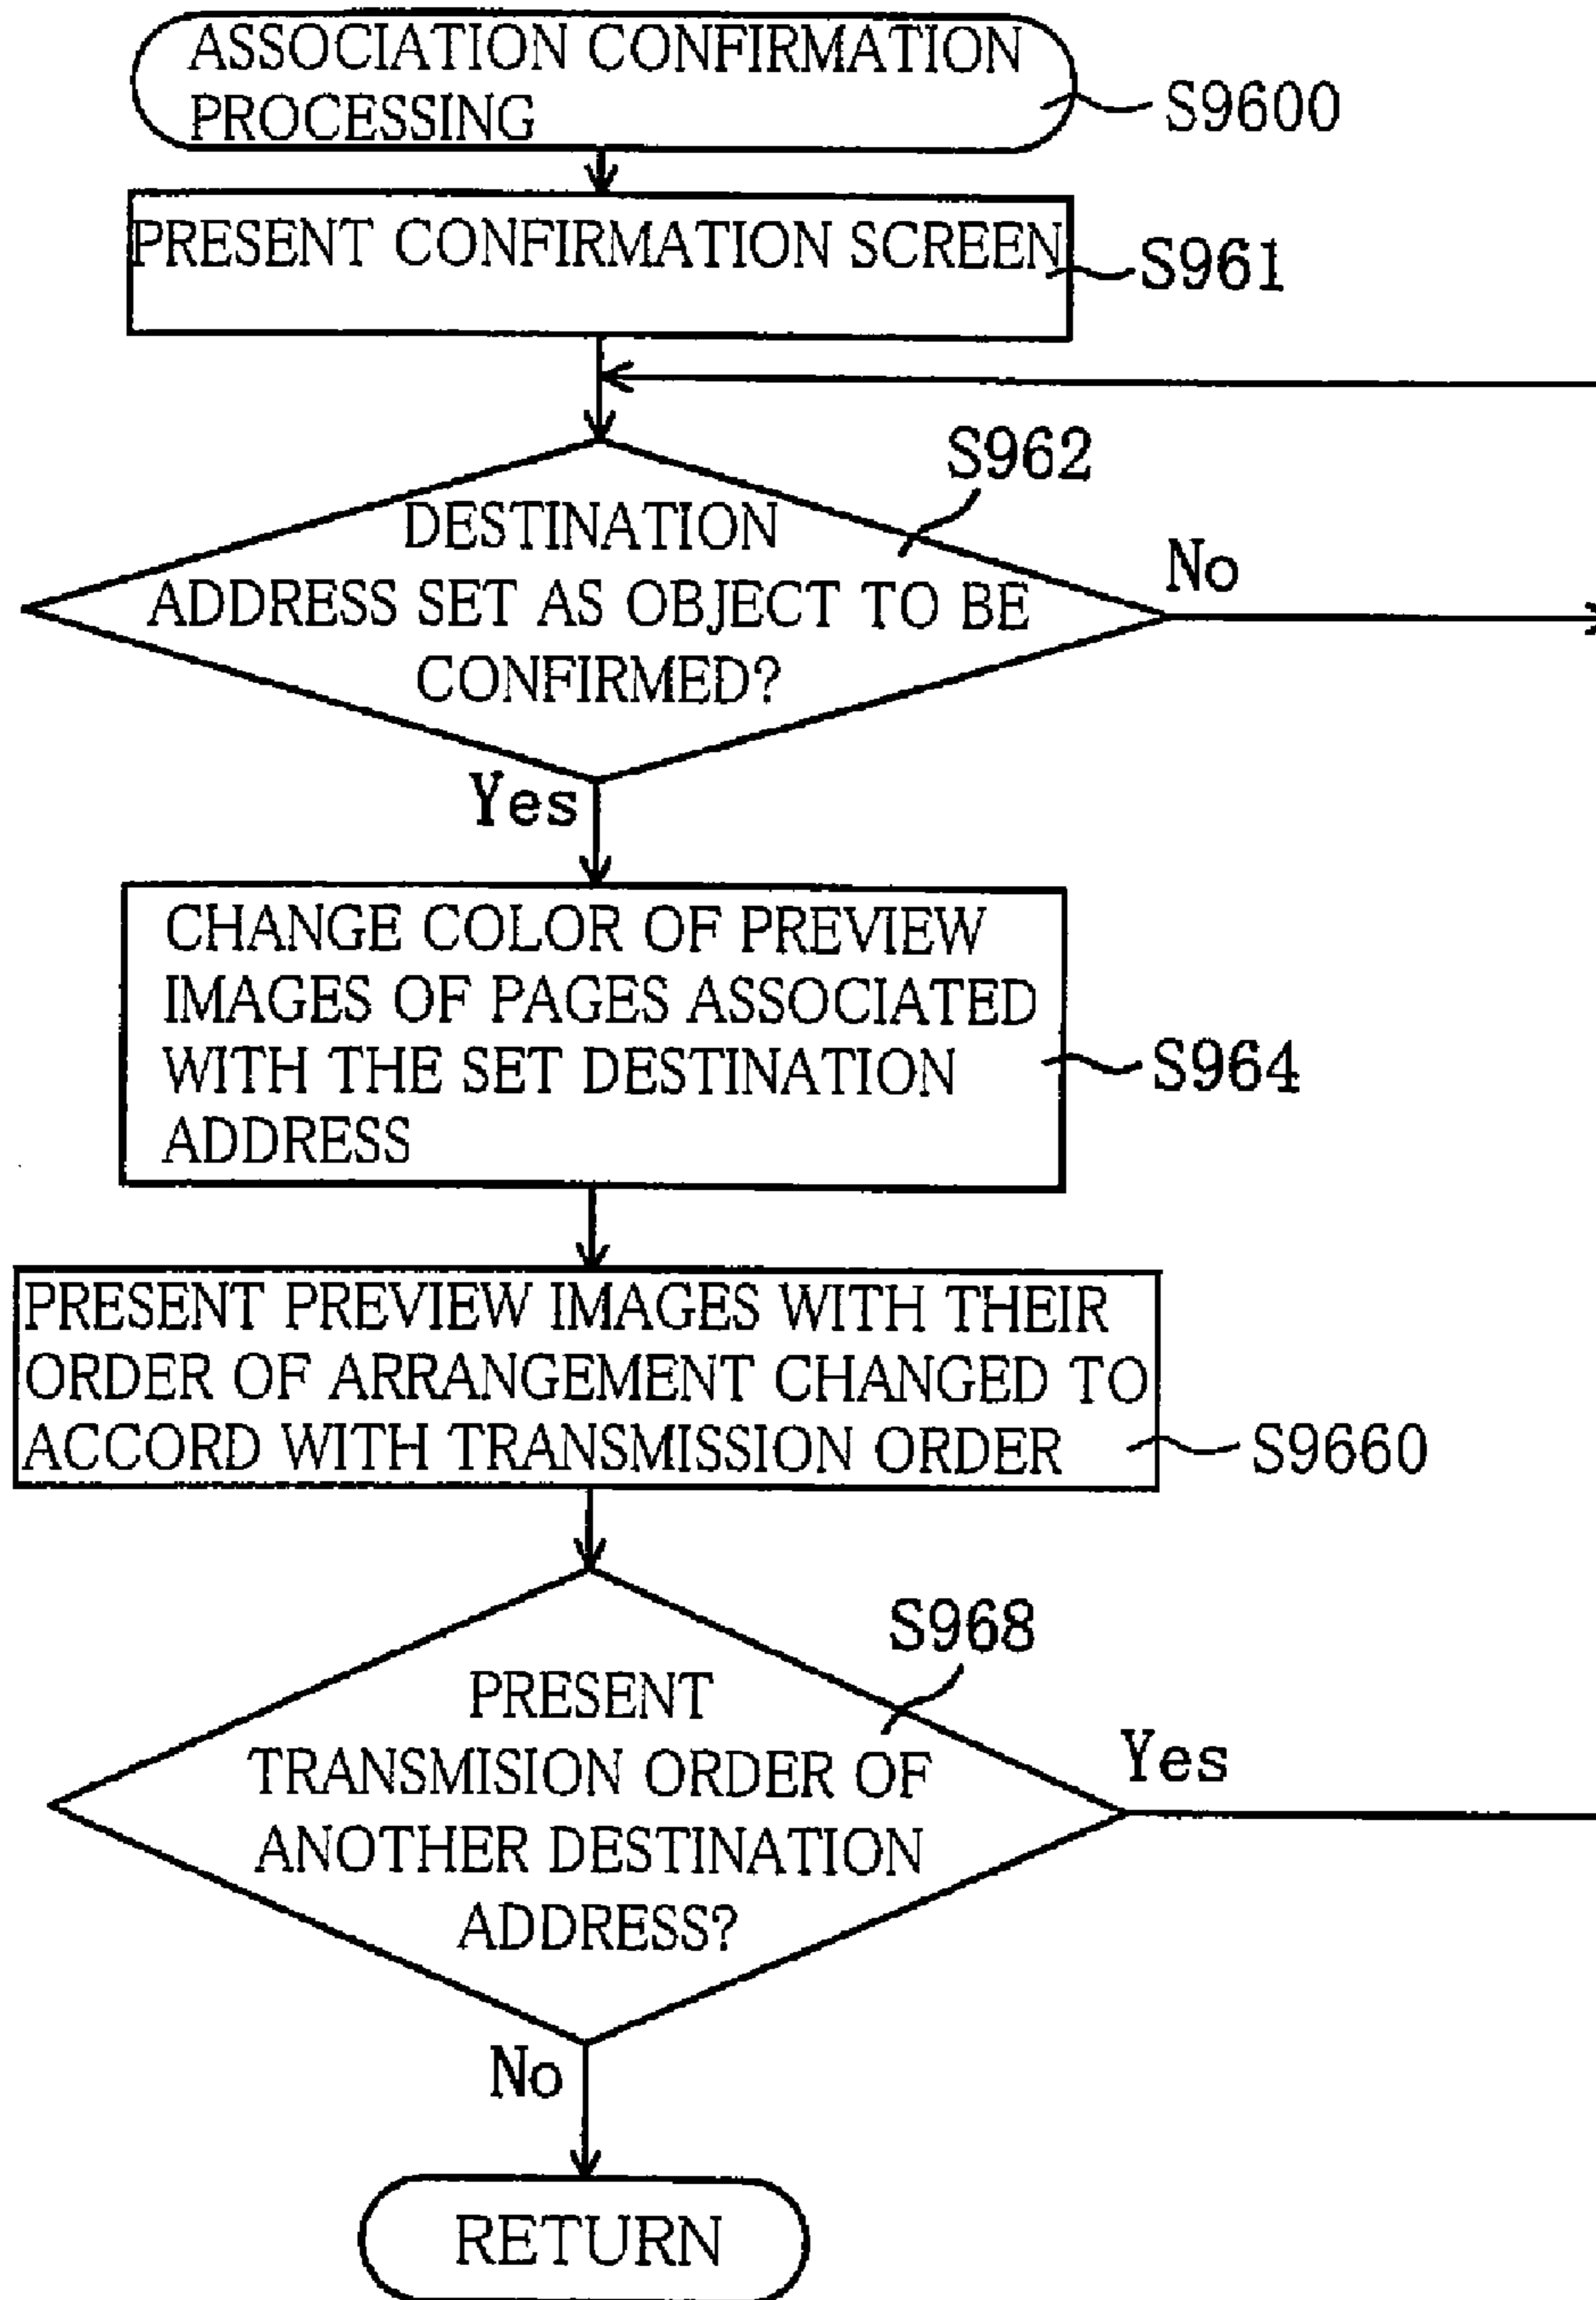 ASSOCIATION CONFIRMATION
PROCESSING
S9600
PRESENT CONFIRMATION SCREEN
S961
S962
DESTINATION
ADDRESS SET AS OBJECT TO BE
CONFIRMED?
No
Yes
CHANGE COLOR OF PREVIEW
IMAGES OF PAGES ASSOCIATED
WITH THE SET DESTINATION
ADDRESS
S964
PRESENT PREVIEW IMAGES WITH THEIR
ORDER OF ARRANGEMENT CHANGED TO
ACCORD WITH TRANSMISSION ORDER
S9660
S968
PRESENT
TRANSMISION ORDER OF
ANOTHER DESTINATION
ADDRESS?
Yes
No
RETURN